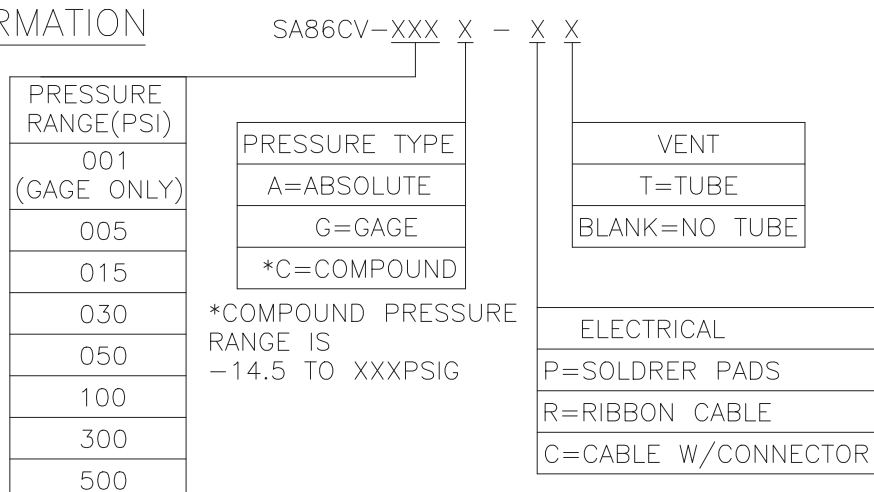 RMATION
SA86CV-XXX X - X X
PRESSURE
RANGE(PSI)
001
(GAGE ONLY)
005
015
030
050
100
300
500
PRESSURE TYPE
A=ABSOLUTE
G=GAGE
*C=COMPOUND
*COMPOUND PRESSURE
RANGE IS
-14.5 TO XXXPSIG
VENT
T=TUBE
BLANK=NO TUBE
ELECTRICAL
P=SOLDRER PADS
R=RIBBON CABLE
C=CABLE W/CONNECTOR